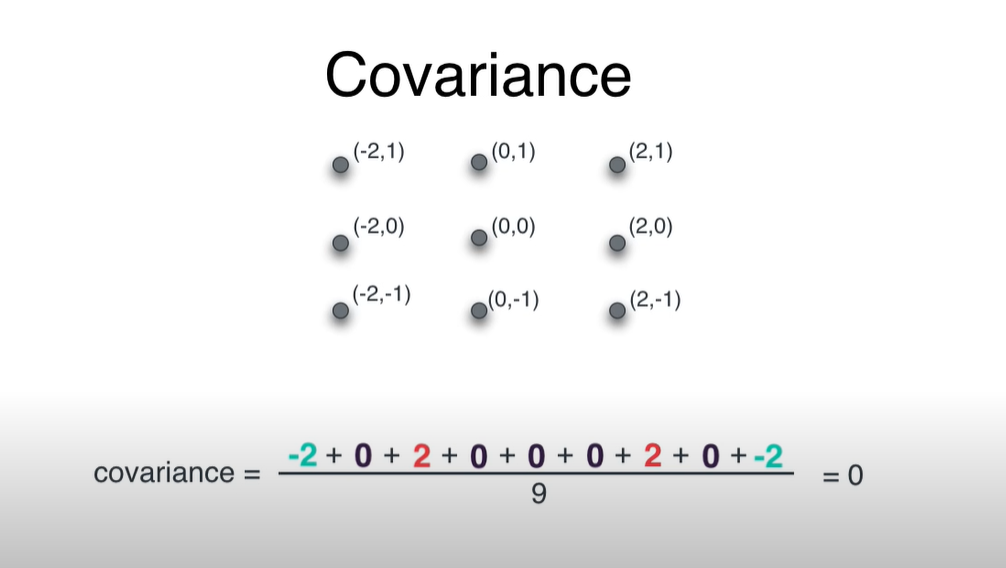 Covariance
(-2,1) (0,1) (2,1)
(-2,0) (0,0) (2,0)
(-2,-1) (0,-1) (2,-1)
-2 + 0 + 2 + 0 + 0 + 0 + 2 + 0 + -2
covariance = = 0
9